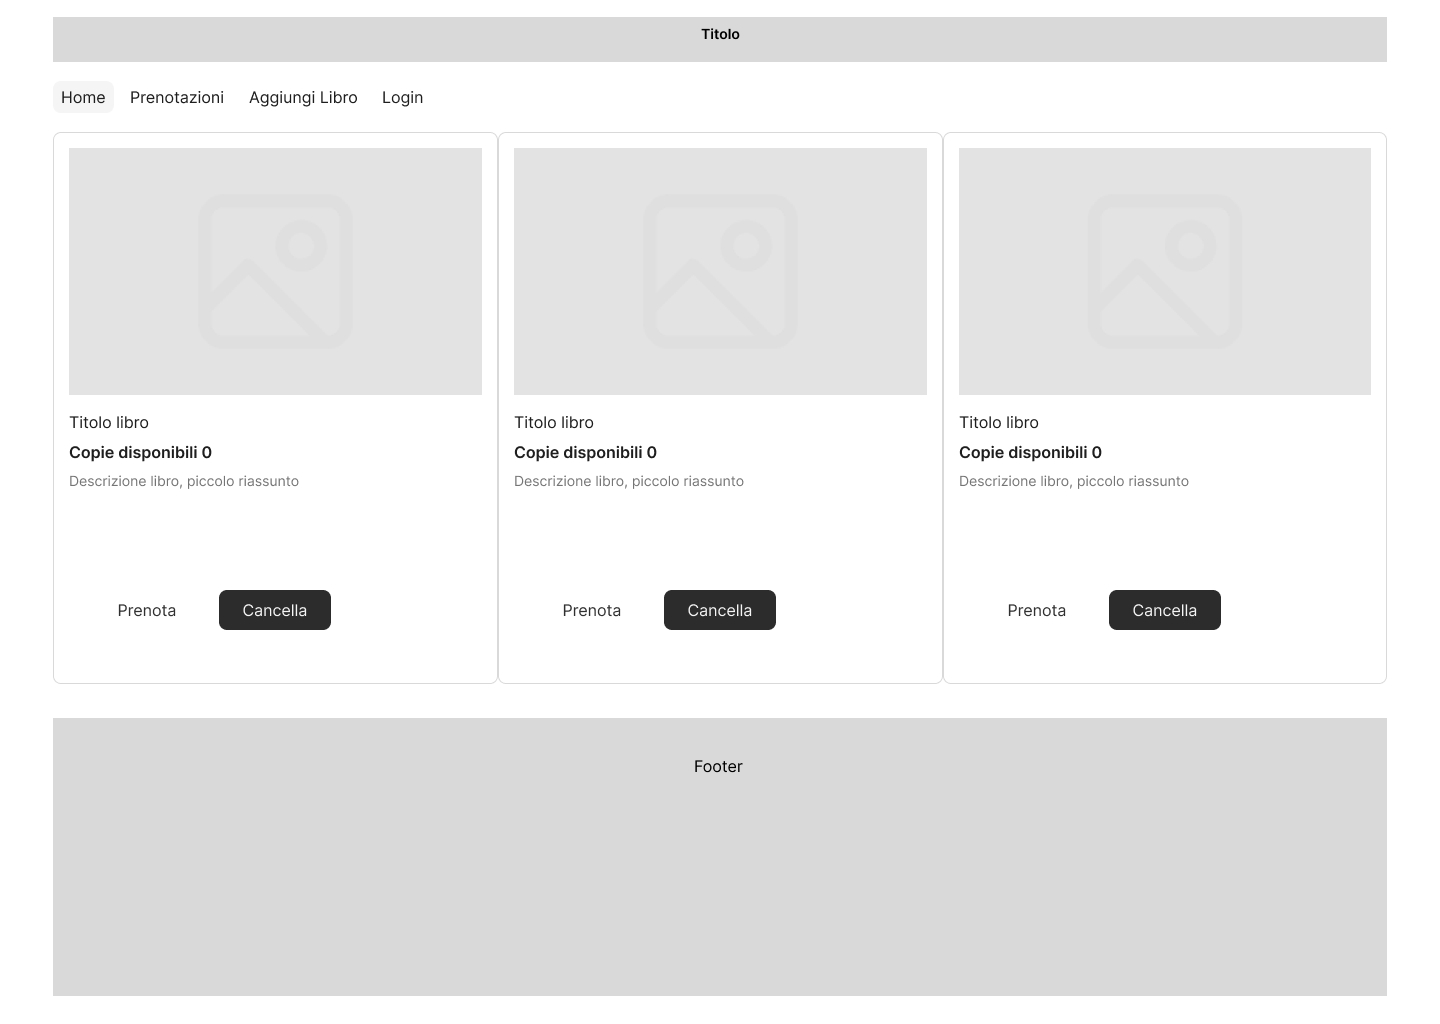 Titolo
Home Prenotazioni Aggiungi Libro Login
Titolo libro
Copie disponibili 0
Descrizione libro, piccolo riassunto
Prenota Cancella
Titolo libro
Copie disponibili 0
Descrizione libro, piccolo riassunto
Prenota Cancella
Titolo libro
Copie disponibili 0
Descrizione libro, piccolo riassunto
Prenota Cancella
Footer